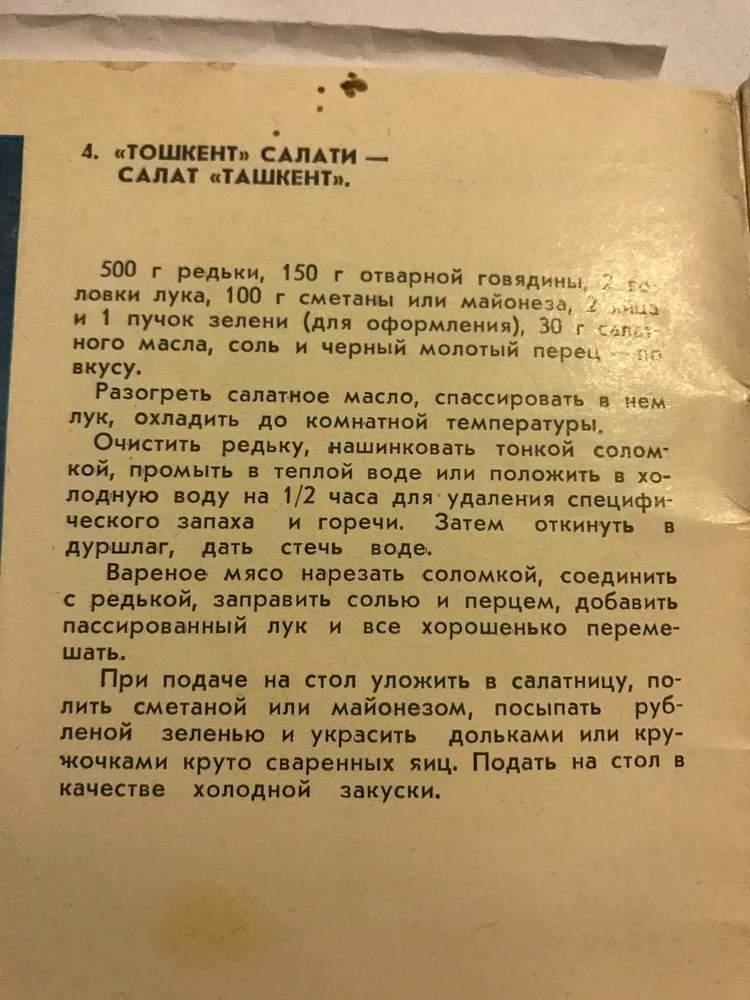 4. «ТОШКЕНТ» САЛАТИ —
САЛАТ «ТАШКЕНТ».
500 г редьки, 150 г отварной говядины, 2 го-
ловки лука, 100 г сметаны или майонеза, 2 яйца
и 1 пучок зелени (для оформления), 30 г салат-
ного масла, соль и черный молотый перец — по
вкусу.
Разогреть салатное масло, спассировать в нем
лук, охладить до комнатной температуры.
Очистить редьку, нашинковать тонкой солом-
кой, промыть в теплой воде или положить в хо-
лодную воду на 1/2 часа для удаления специфи-
ческого запаха и горечи. Затем откинуть в
дуршлаг, дать стечь воде.
Вареное мясо нарезать соломкой, соединить
с редькой, заправить солью и перцем, добавить
пассированный лук и все хорошенько переме-
шать.
При подаче на стол уложить в салатницу, по-
лить сметаной или майонезом, посыпать руб-
леной зеленью и украсить дольками или кру-
жочками круто сваренных яиц. Подать на стол в
качестве холодной закуски.